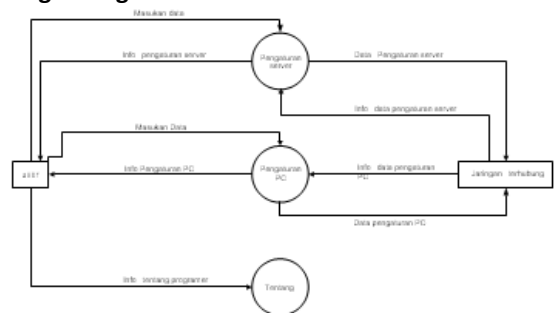 Masukan data
Info pengaturan server
Pengaturan
server
Data Pengaturan server
Info data pengaturan server
Masukan Data
Info Pengaturan PC
Pengaturan
PC
Info data pengaturan
PC
Jaringan terhubung
Data pengaturan PC
Info tentang programer
Tentang